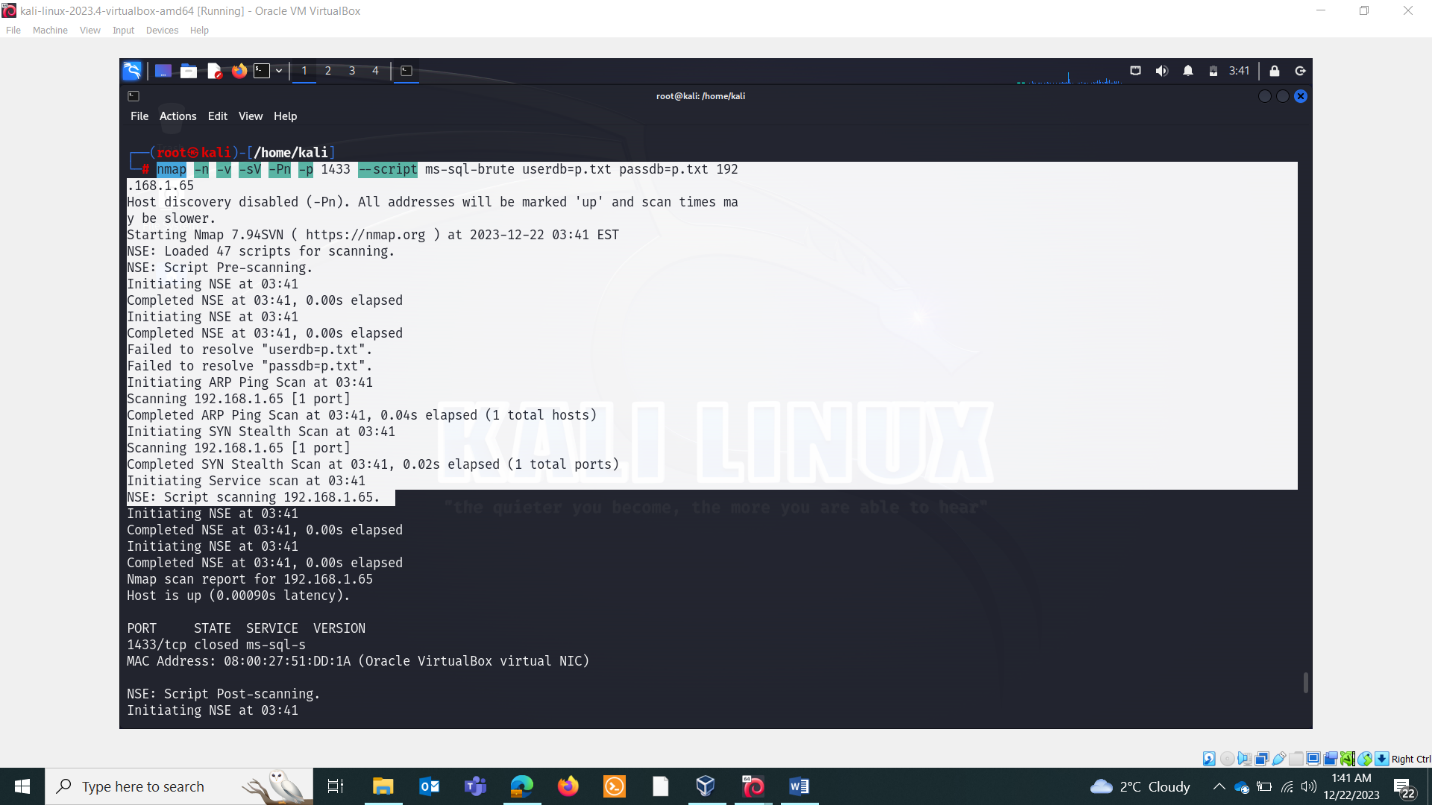 kali-linux-2023.4-virtualbox-amd64 [Running] - Oracle VM VirtualBox
File Machine View Input Devices Help
1 2 3 4 3:41
root@kali: /home/kali
File Actions Edit View Help
(root㉿kali)-[/home/kali]
# nmap -n -v -sV -Pn -p 1433 --script ms-sql-brute userdb=p.txt passdb=p.txt 192
.168.1.65
Host discovery disabled (-Pn). All addresses will be marked 'up' and scan times ma
y be slower.
Starting Nmap 7.94SVN ( https://nmap.org ) at 2023-12-22 03:41 EST
NSE: Loaded 47 scripts for scanning.
NSE: Script Pre-scanning.
Initiating NSE at 03:41
Completed NSE at 03:41, 0.00s elapsed
Initiating NSE at 03:41
Completed NSE at 03:41, 0.00s elapsed
Failed to resolve "userdb=p.txt".
Failed to resolve "passdb=p.txt".
Initiating ARP Ping Scan at 03:41
Scanning 192.168.1.65 [1 port]
Completed ARP Ping Scan at 03:41, 0.04s elapsed (1 total hosts)
Initiating SYN Stealth Scan at 03:41
Scanning 192.168.1.65 [1 port]
Completed SYN Stealth Scan at 03:41, 0.02s elapsed (1 total ports)
Initiating Service scan at 03:41
NSE: Script scanning 192.168.1.65.
Initiating NSE at 03:41
Completed NSE at 03:41, 0.00s elapsed
Initiating NSE at 03:41
Completed NSE at 03:41, 0.00s elapsed
Nmap scan report for 192.168.1.65
Host is up (0.00090s latency).
PORT STATE SERVICE VERSION
1433/tcp closed ms-sql-s
MAC Address: 08:00:27:51:DD:1A (Oracle VirtualBox virtual NIC)
NSE: Script Post-scanning.
Initiating NSE at 03:41
KALI LINUX
"the quieter you become, the more you are able to hear"
Right Ctrl
Type here to search
2°C Cloudy
1:41 AM
12/22/2023
22